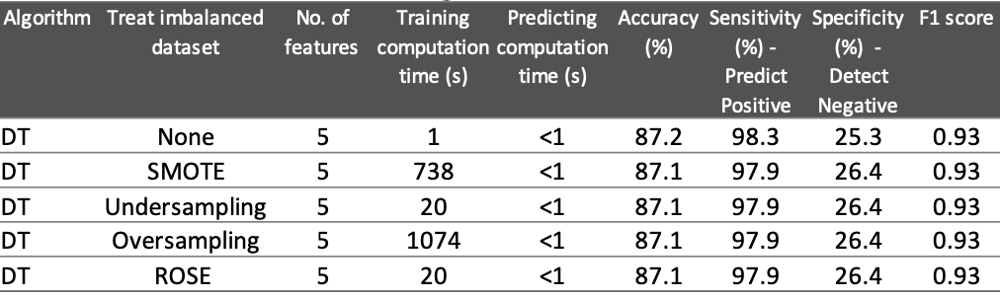 Algorithm Treat imbalanced No. of Training Predicting Accuracy Sensitivity Specificity F1 score
dataset features computation computation (%) (%) - (%) -
time (s) time (s) Predict Detect
Positive Negative
DT None 5 1 <1 87.2 98.3 25.3 0.93
DT SMOTE 5 738 <1 87.1 97.9 26.4 0.93
DT Undersampling 5 20 <1 87.1 97.9 26.4 0.93
DT Oversampling 5 1074 <1 87.1 97.9 26.4 0.93
DT ROSE 5 20 <1 87.1 97.9 26.4 0.93